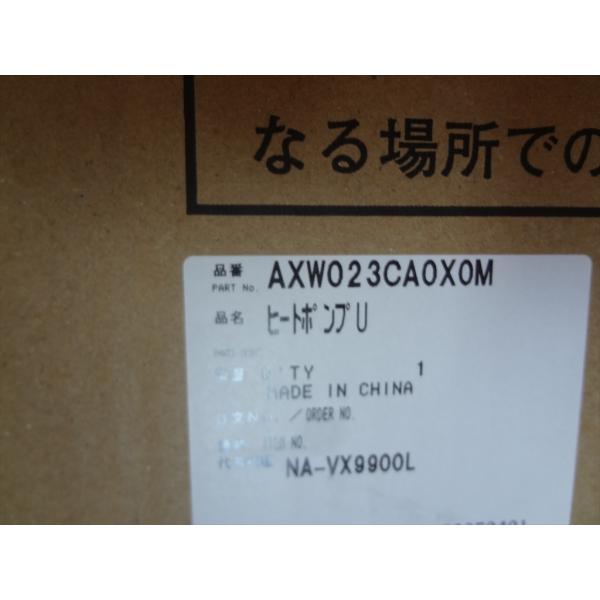 なる場所での
品番 AXW023CA0X0M
PART No.
品名 ヒートポンプU
TY 1
MADE IN CHINA
/ORDER NO.
NO.
NA-VX9900L